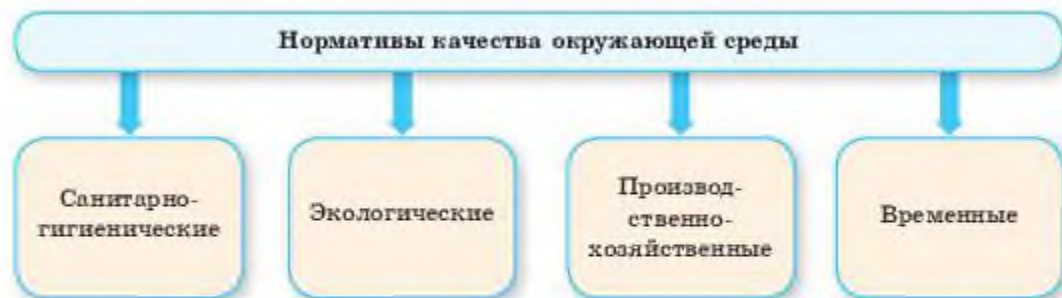 Нормативы качества окружающей среды
Санитарно-
гигиенические
Экологические
Производ-
ственно-
хозяйственные
Временные